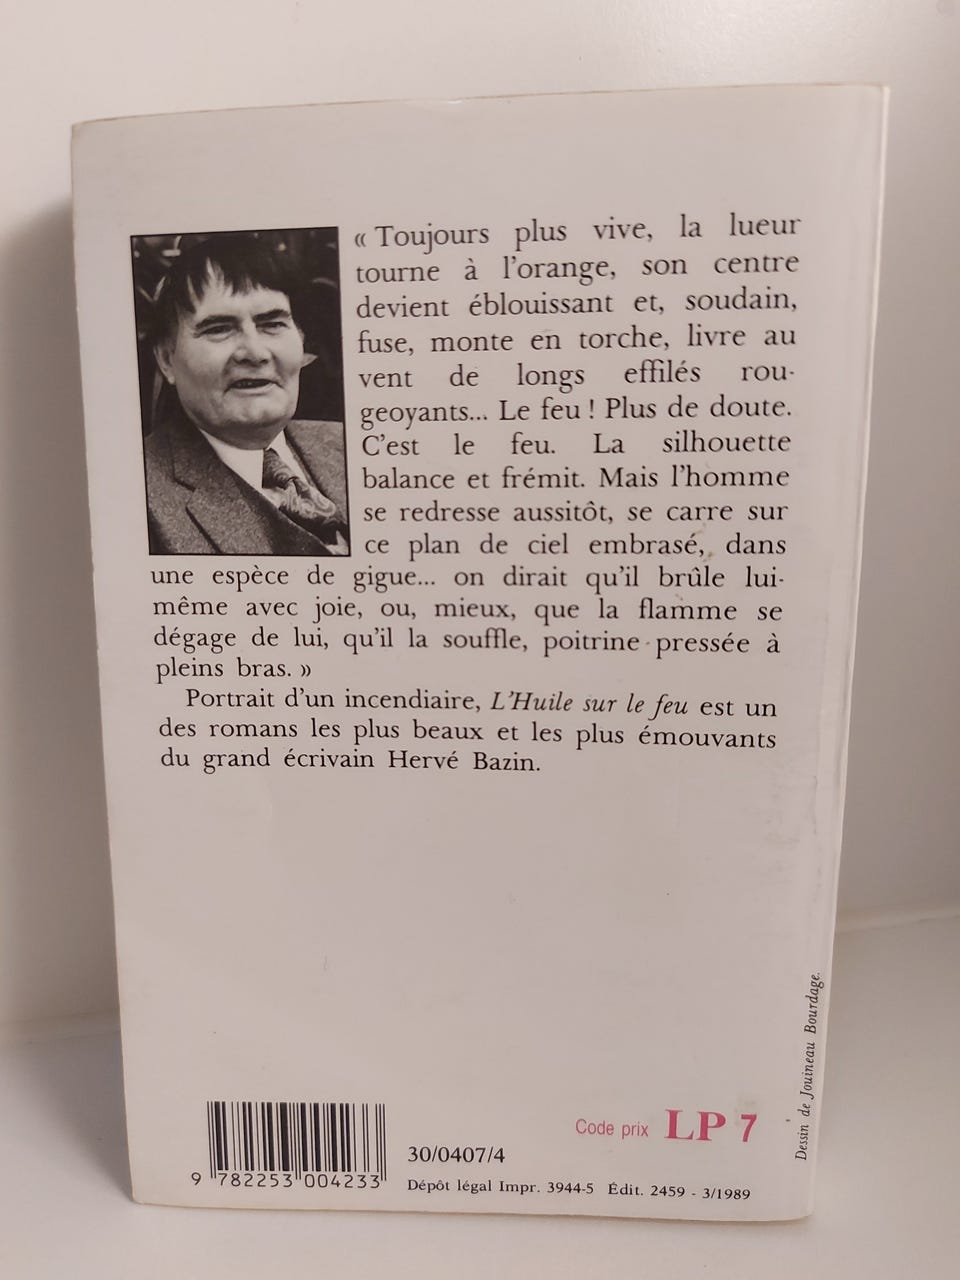 « Toujours plus vive, la lueur
tourne à l'orange, son centre
devient éblouissant et, soudain,
fuse, monte en torche, livre au
vent de longs effilés rou-
geoyants... Le feu ! Plus de doute.
C'est le feu. La silhouette
balance et frémit. Mais l'homme
se redresse aussitôt, se carre sur
ce plan de ciel embrasé, dans
une espèce de gigue... on dirait qu'il brûle lui-
même avec joie, ou, mieux, que la flamme se
dégage de lui, qu'il la souffle, poitrine pressée à
pleins bras. »
Portrait d'un incendiaire, L'Huile sur le feu est un
des romans les plus beaux et les plus émouvants
du grand écrivain Hervé Bazin.
Dessin de Jouineau Bourdage.
Code prix LP 7
30/0407/4
9 782253 004233
Dépôt légal Impr. 3944-5 Édit. 2459 - 3/1989